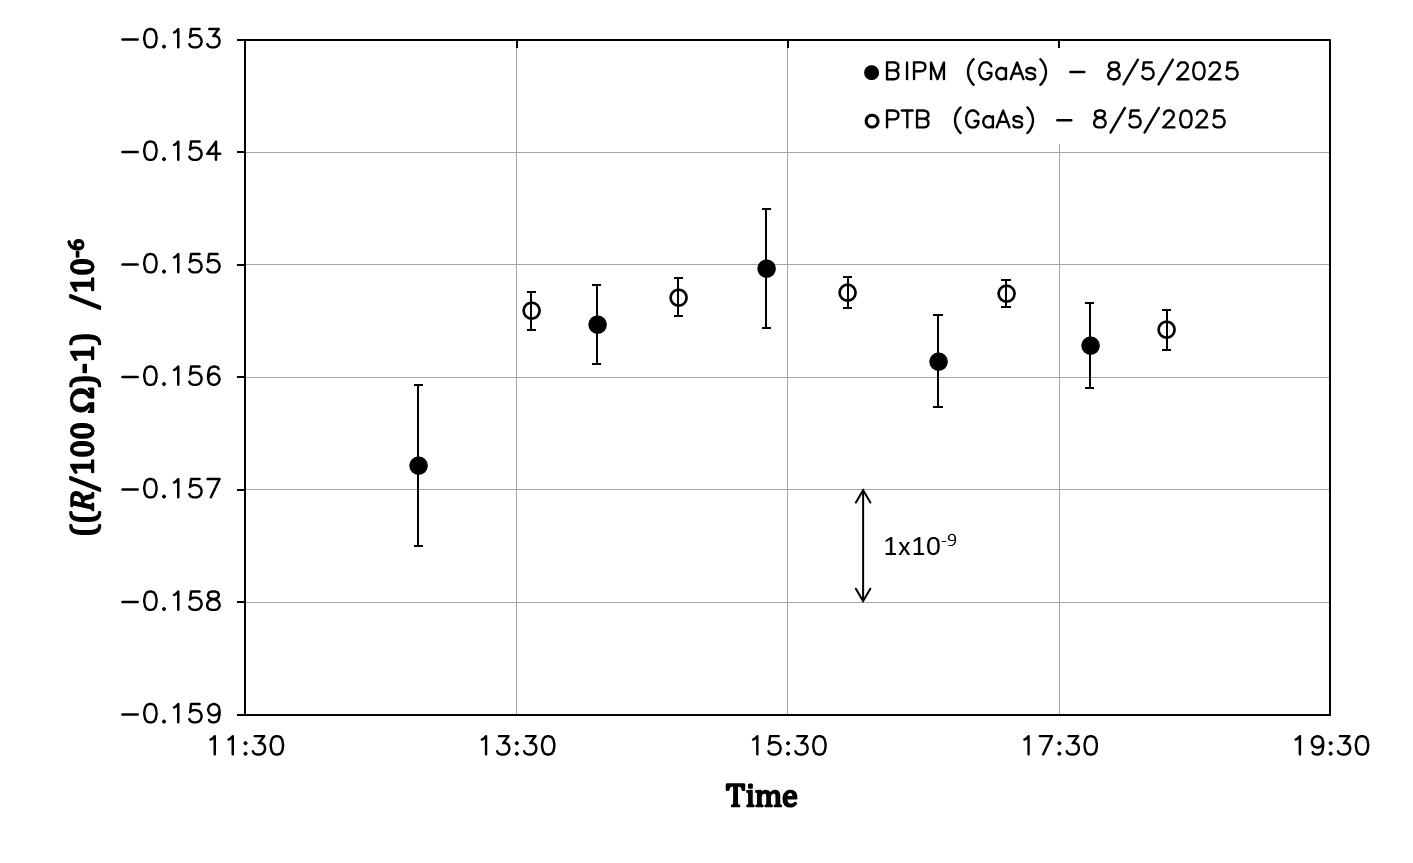 −0.153
BIPM (GaAs) − 8/5/2025
PTB (GaAs) − 8/5/2025
−0.154
−0.155
−0.156
−0.157
1x10⁻⁹
−0.158
−0.159
((R/100 Ω)-1) /10⁻⁶
11:30 13:30 15:30 17:30 19:30
Time